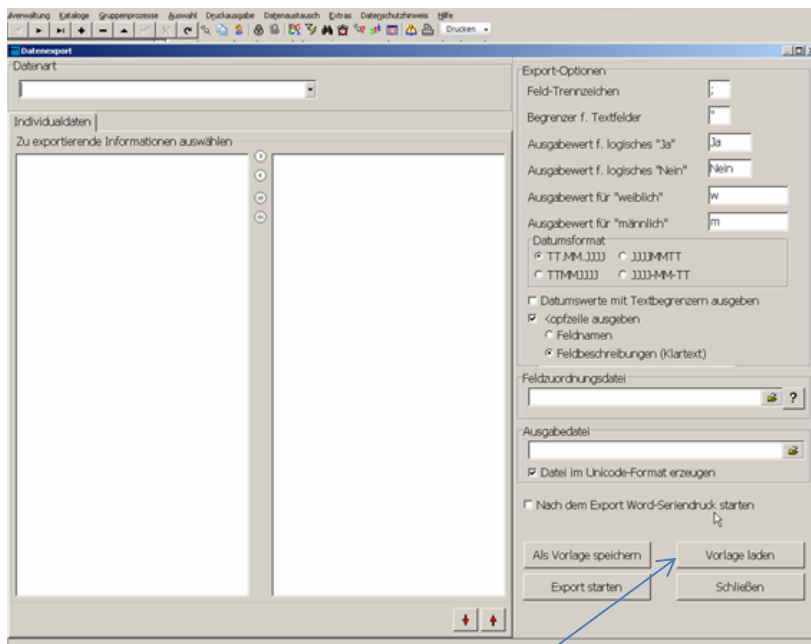 ulverwaltung Kataloge Gruppenprozesse Auswahl Druckausgabe Datenaustausch Extras Datenschutzhinweis Hilfe
Drucken
Datenexport
Datenart
Individualdaten
Zu exportierende Informationen auswählen
Export-Optionen
Feld-Trennzeichen ;
Begrenzer f. Textfelder "
Ausgabewert f. logisches "Ja" Ja
Ausgabewert f. logisches "Nein" Nein
Ausgabewert für "weiblich" w
Ausgabewert für "männlich" m
Datumsformat
TT.MM.JJJJ JJJJMMTT
TTMMJJJJ JJJJ-MM-TT
Datumswerte mit Textbegrenzern ausgeben
Kopfzeile ausgeben
Feldnamen
Feldbeschreibungen (Klartext)
Feldzuordnungsdatei
?
Ausgabedatei
Datei im Unicode-Format erzeugen
Nach dem Export Word-Seriendruck starten
Als Vorlage speichern Vorlage laden
Export starten Schließen